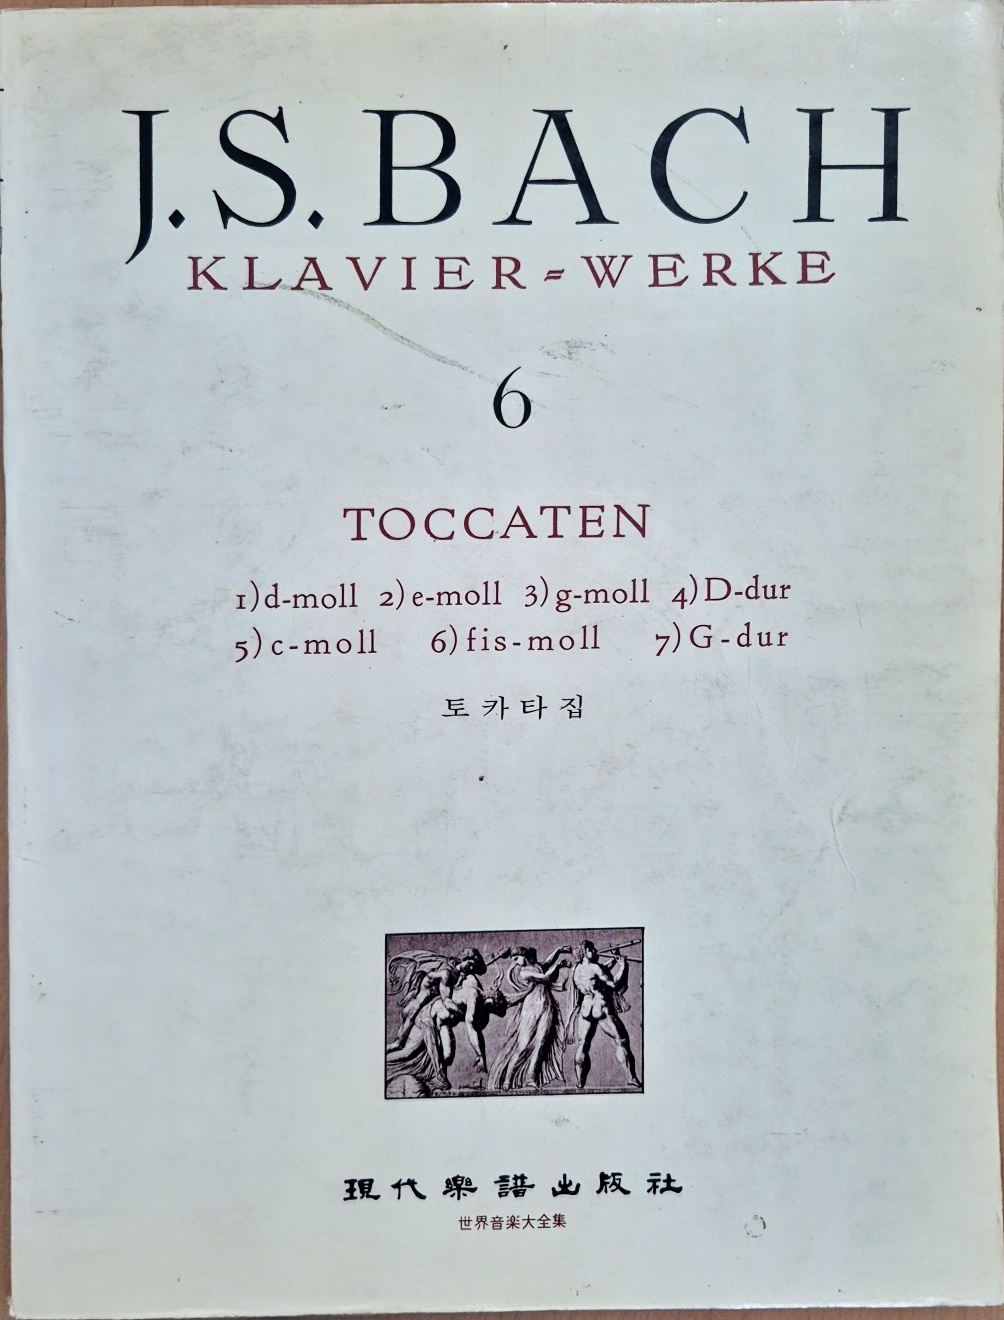 J.S. BACH
KLAVIER-WERKE
6
TOCCATEN
1) d-moll 2) e-moll 3) g-moll 4) D-dur
5) c-moll 6) fis-moll 7) G-dur
토카타집
現代樂譜出版社
世界音楽大全集